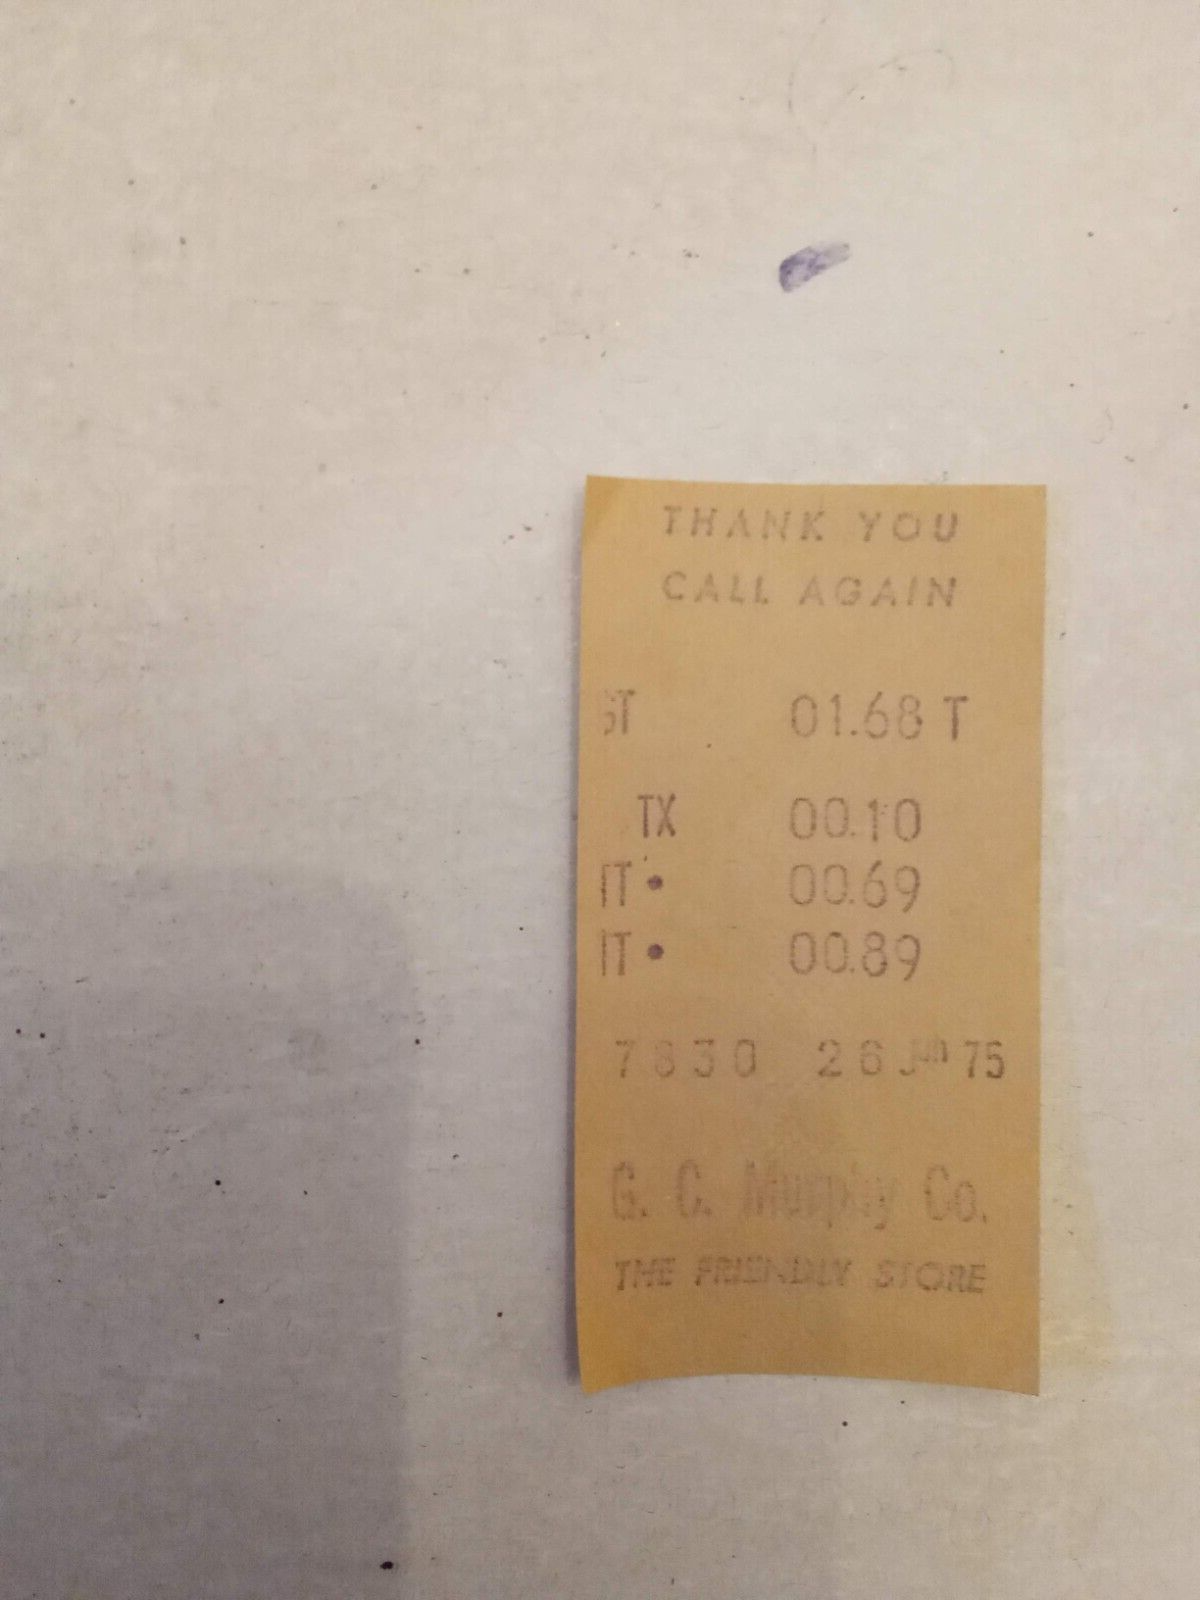 THANK YOU
CALL AGAIN
ST 01.68 T
TX 00.10
IT • 00.69
IT • 00.89
7830 26 75
G. C. Murphy Co.
THE FRIENDLY STORE